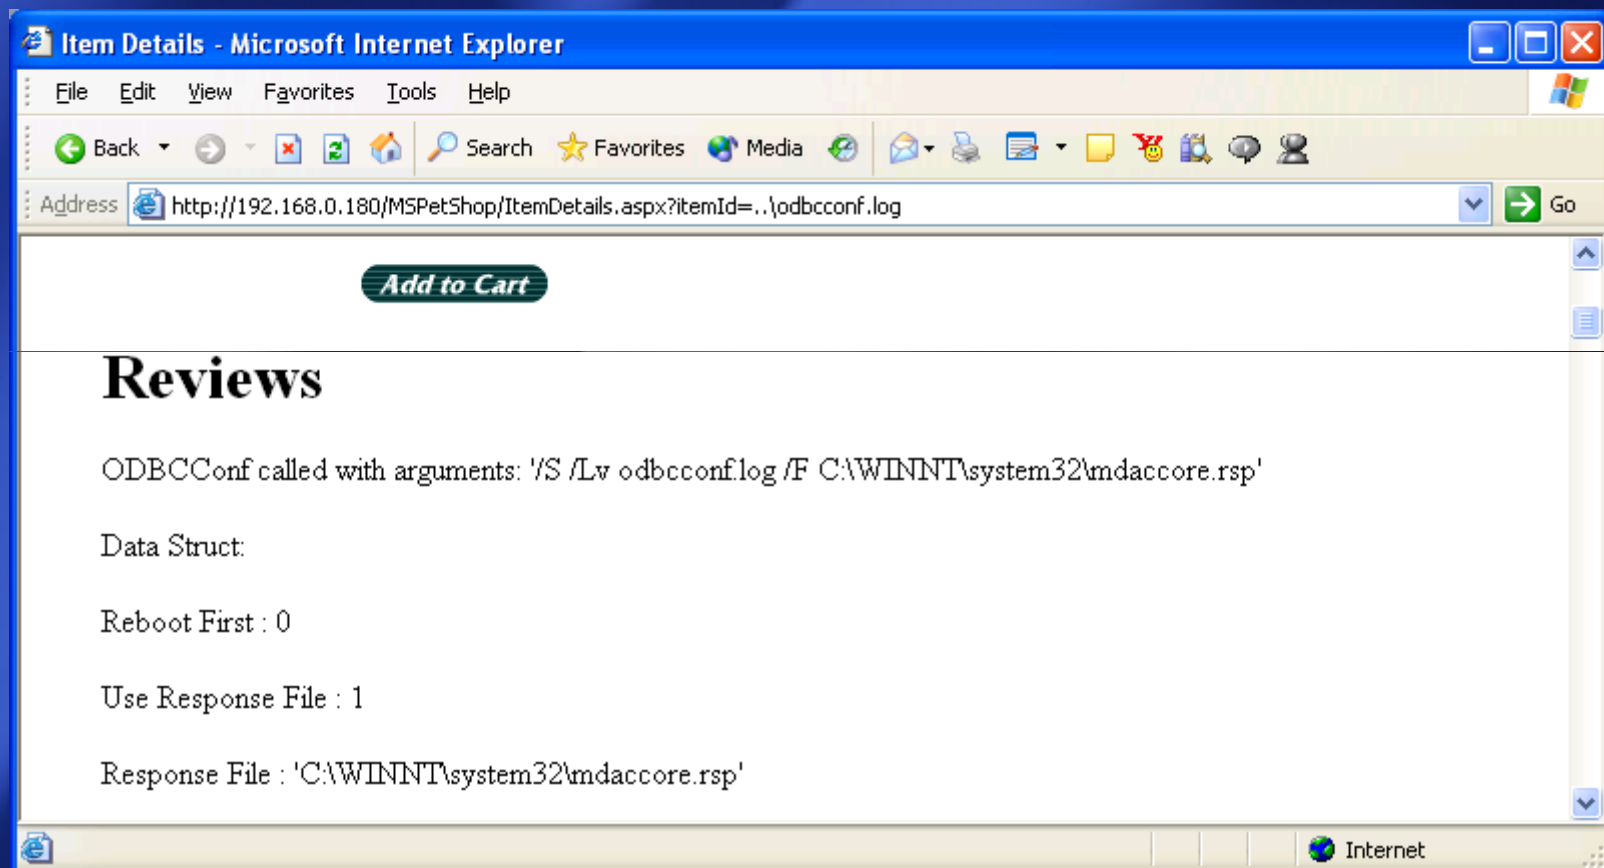 Item Details - Microsoft Internet Explorer
File Edit View Favorites Tools Help
Back Search Favorites Media
Address http://192.168.0.180/MSPetShop/ItemDetails.aspx?itemId=..\odbcconf.log Go
Add to Cart
Reviews
ODBCConf called with arguments: '/S /Lv odbcconf.log /F C:\WINNT\system32\mdaccore.rsp'
Data Struct:
Reboot First : 0
Use Response File : 1
Response File : 'C:\WINNT\system32\mdaccore.rsp'
Internet